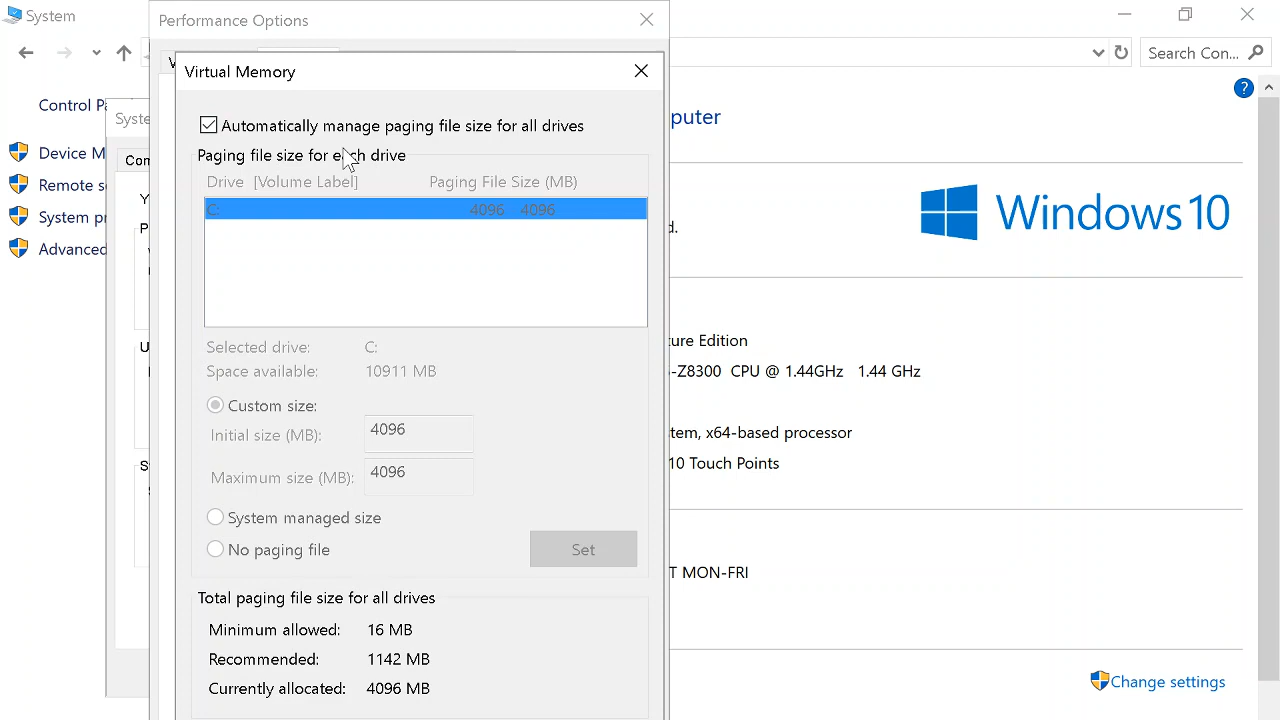 System
Performance Options
Search Con...
Virtual Memory
Control Pa
Syste
puter
Automatically manage paging file size for all drives
Device M
Com
Paging file size for each drive
Drive [Volume Label] Paging File Size (MB)
Remote s
System pr
C: 4096 4096
Windows 10
d.
Advanced
Selected drive: C:
ture Edition
Space available: 10911 MB
-Z8300 CPU @ 1.44GHz 1.44 GHz
Custom size:
Initial size (MB): 4096
tem, x64-based processor
Maximum size (MB): 4096
10 Touch Points
System managed size
No paging file
Set
T MON-FRI
Total paging file size for all drives
Minimum allowed: 16 MB
Recommended: 1142 MB
Currently allocated: 4096 MB
Change settings